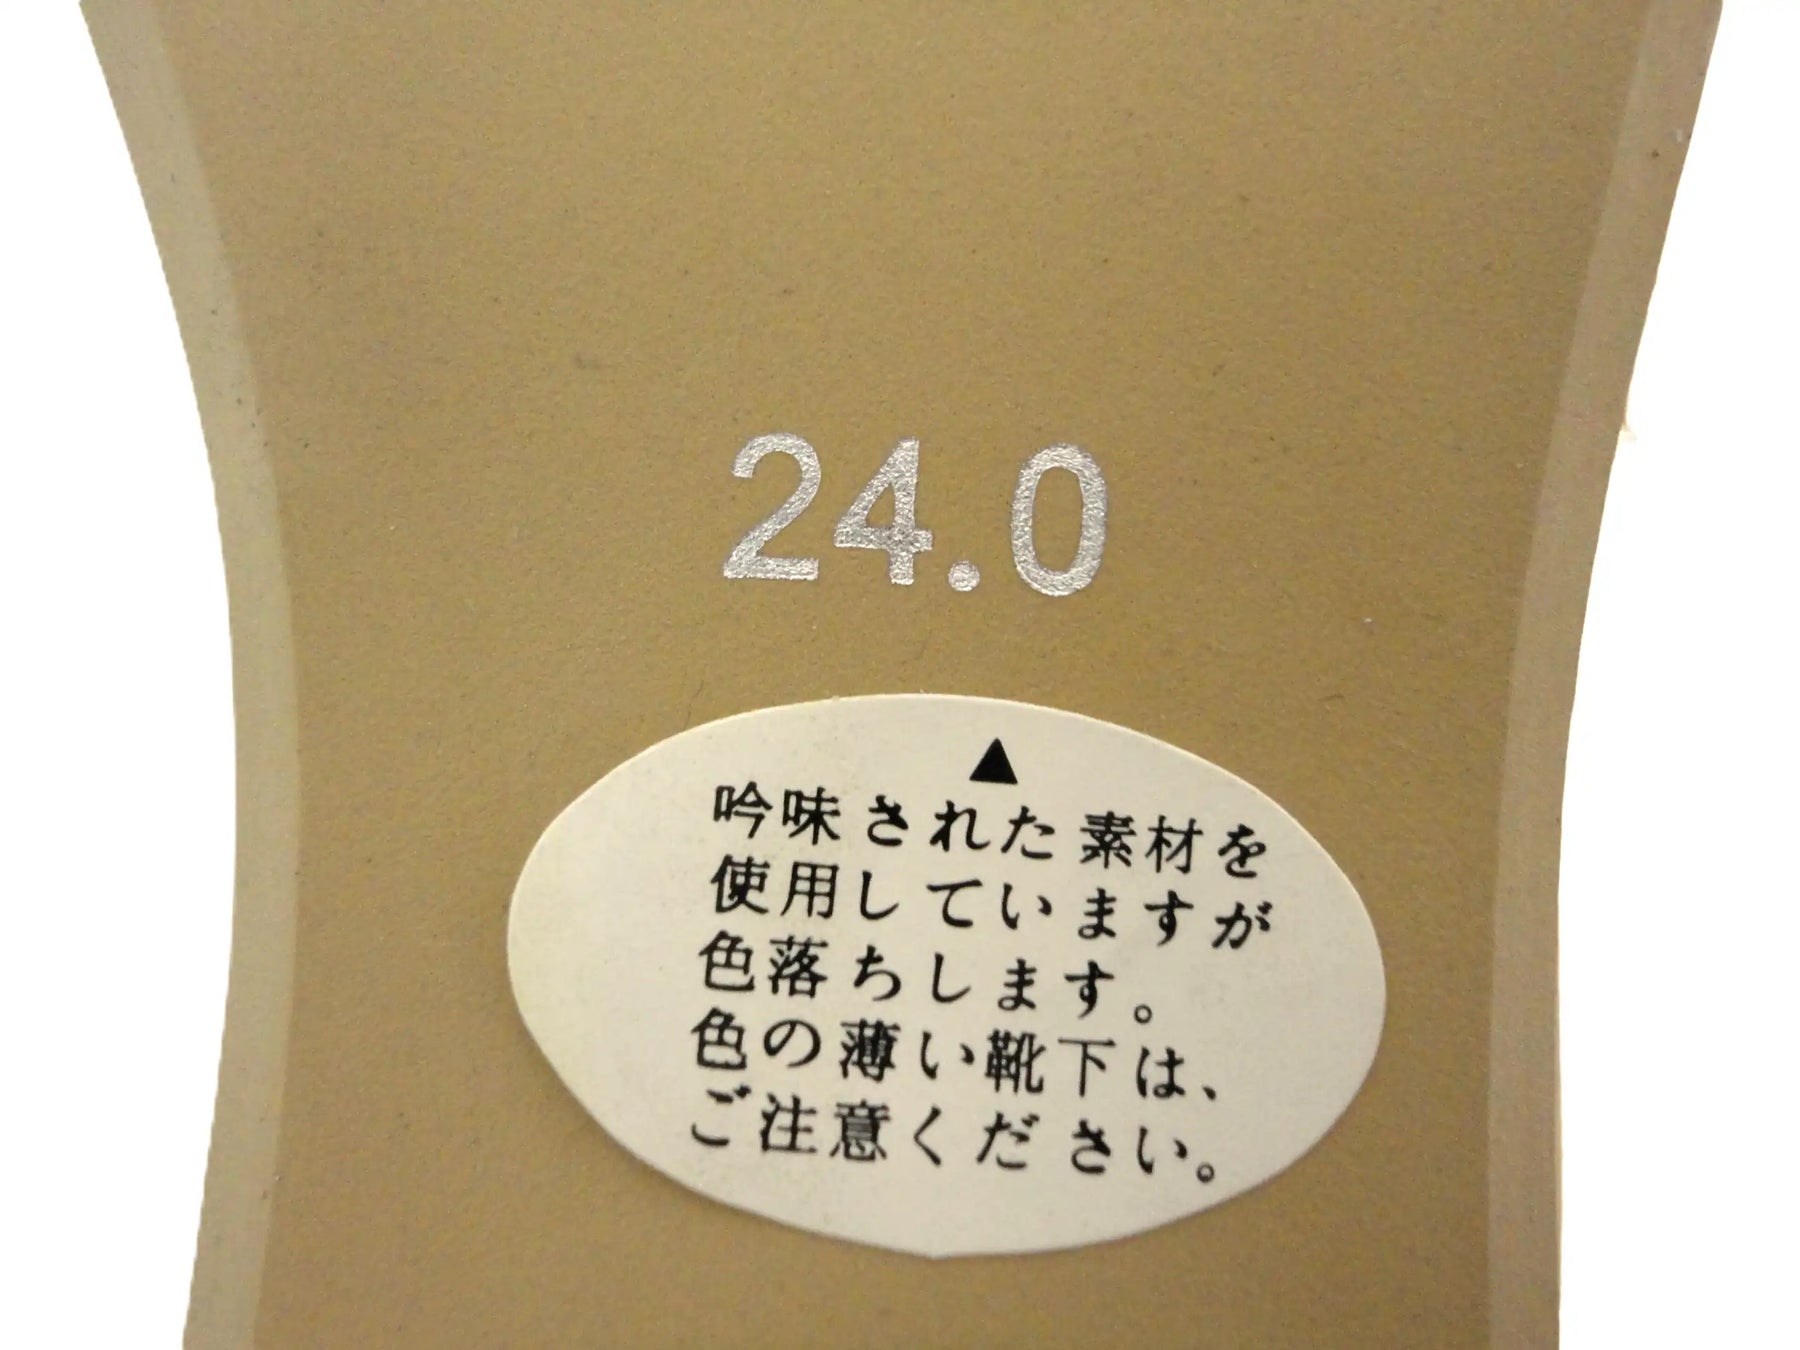 24.0
▲
吟味された素材を
使用していますが
色落ちします。
色の薄い靴下は、
ご注意ください。